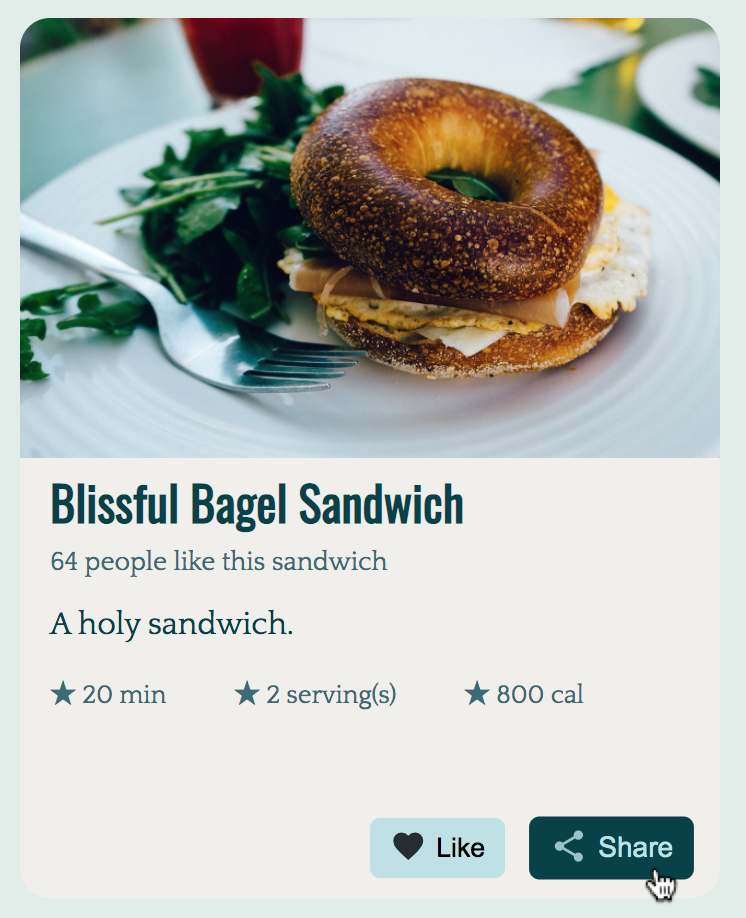 Blissful Bagel Sandwich
64 people like this sandwich
A holy sandwich.
★ 20 min ★ 2 serving(s) ★ 800 cal
Like Share